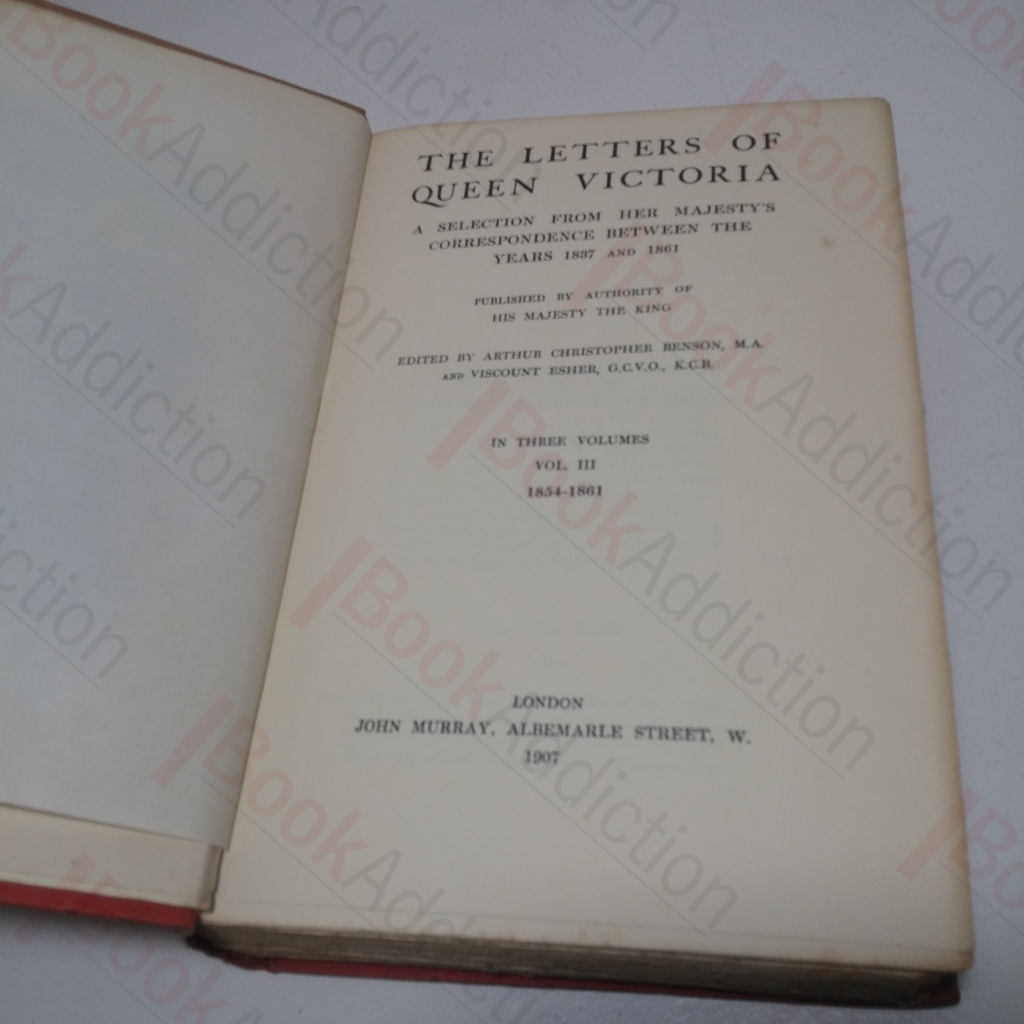 THE LETTERS OF
QUEEN VICTORIA
A SELECTION FROM HER MAJESTY'S
CORRESPONDENCE BETWEEN THE
YEARS 1837 AND 1861
PUBLISHED BY AUTHORITY OF
HIS MAJESTY THE KING
EDITED BY ARTHUR CHRISTOPHER BENSON, M.A.
AND VISCOUNT ESHER, G.C.V.O., K.C.B.
IN THREE VOLUMES
VOL. III
1854-1861
LONDON
JOHN MURRAY, ALBEMARLE STREET, W.
1907
BookAddiction